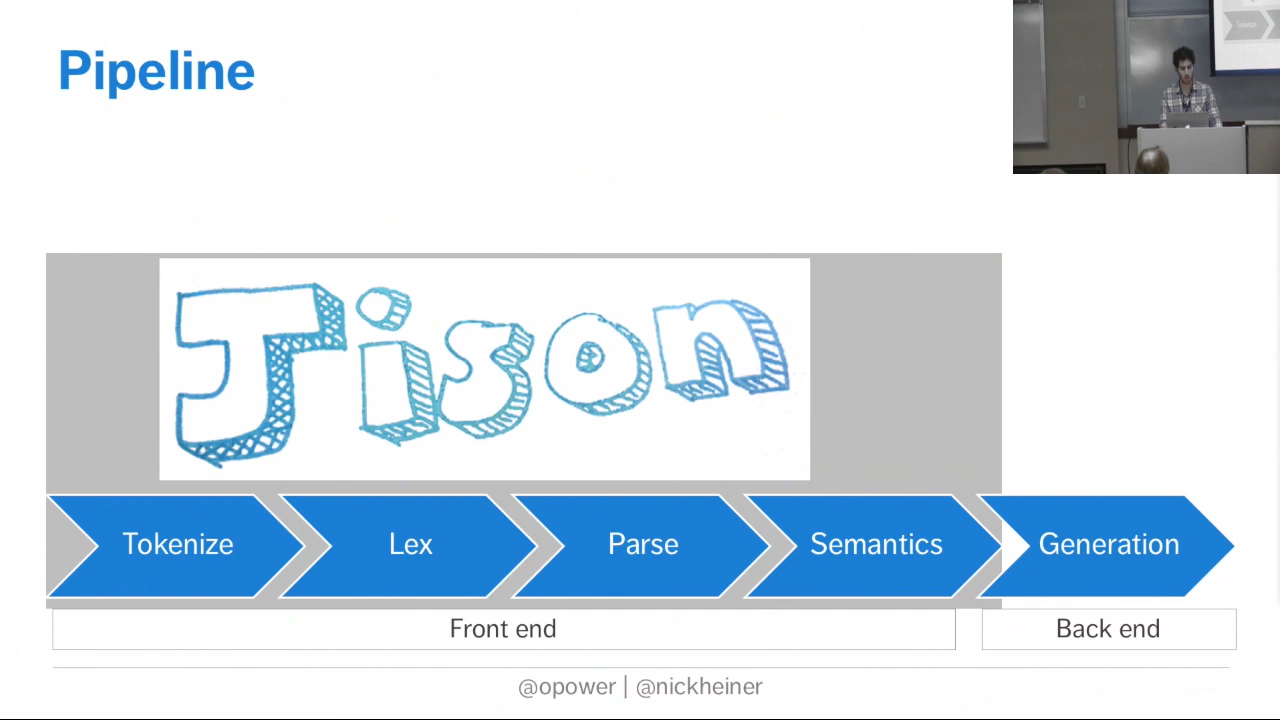 Pipeline
Jison
Tokenize
Lex
Parse
Semantics
Generation
Front end
Back end
@opower | @nickheiner